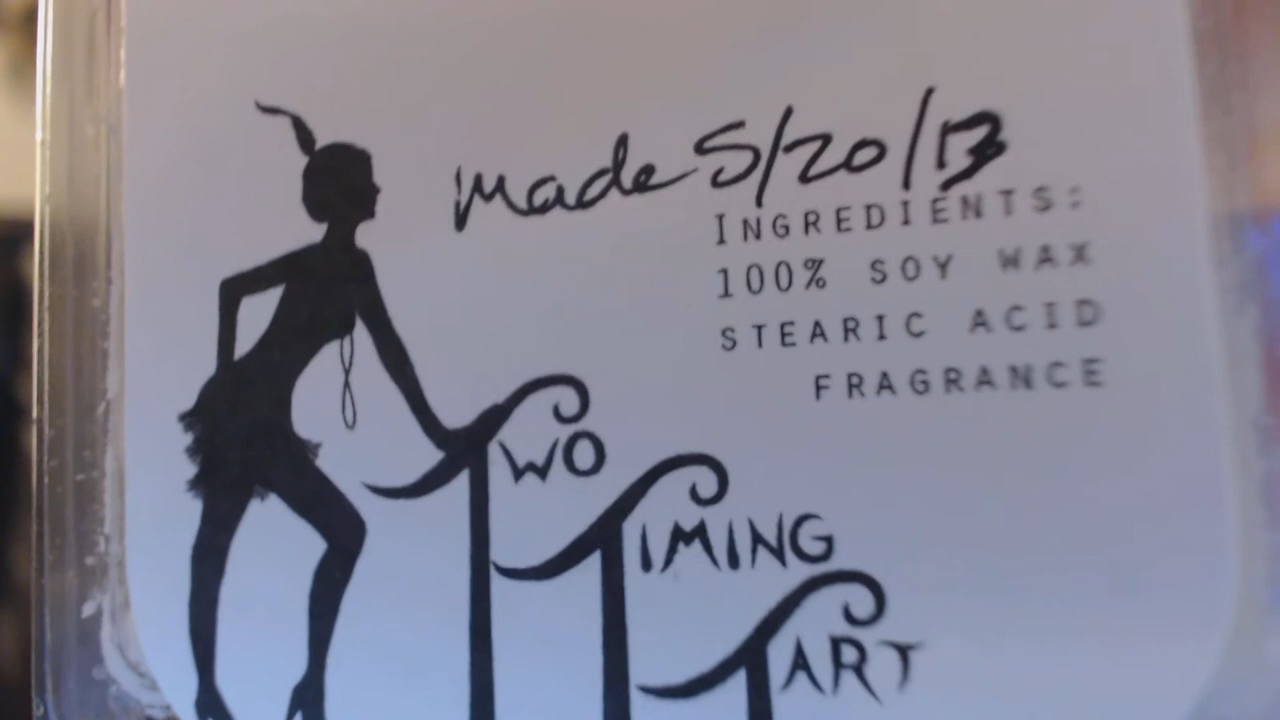 made 5/20/13
INGREDIENTS:
100% SOY WAX
STEARIC ACID
FRAGRANCE
TWO
TIMING
TART